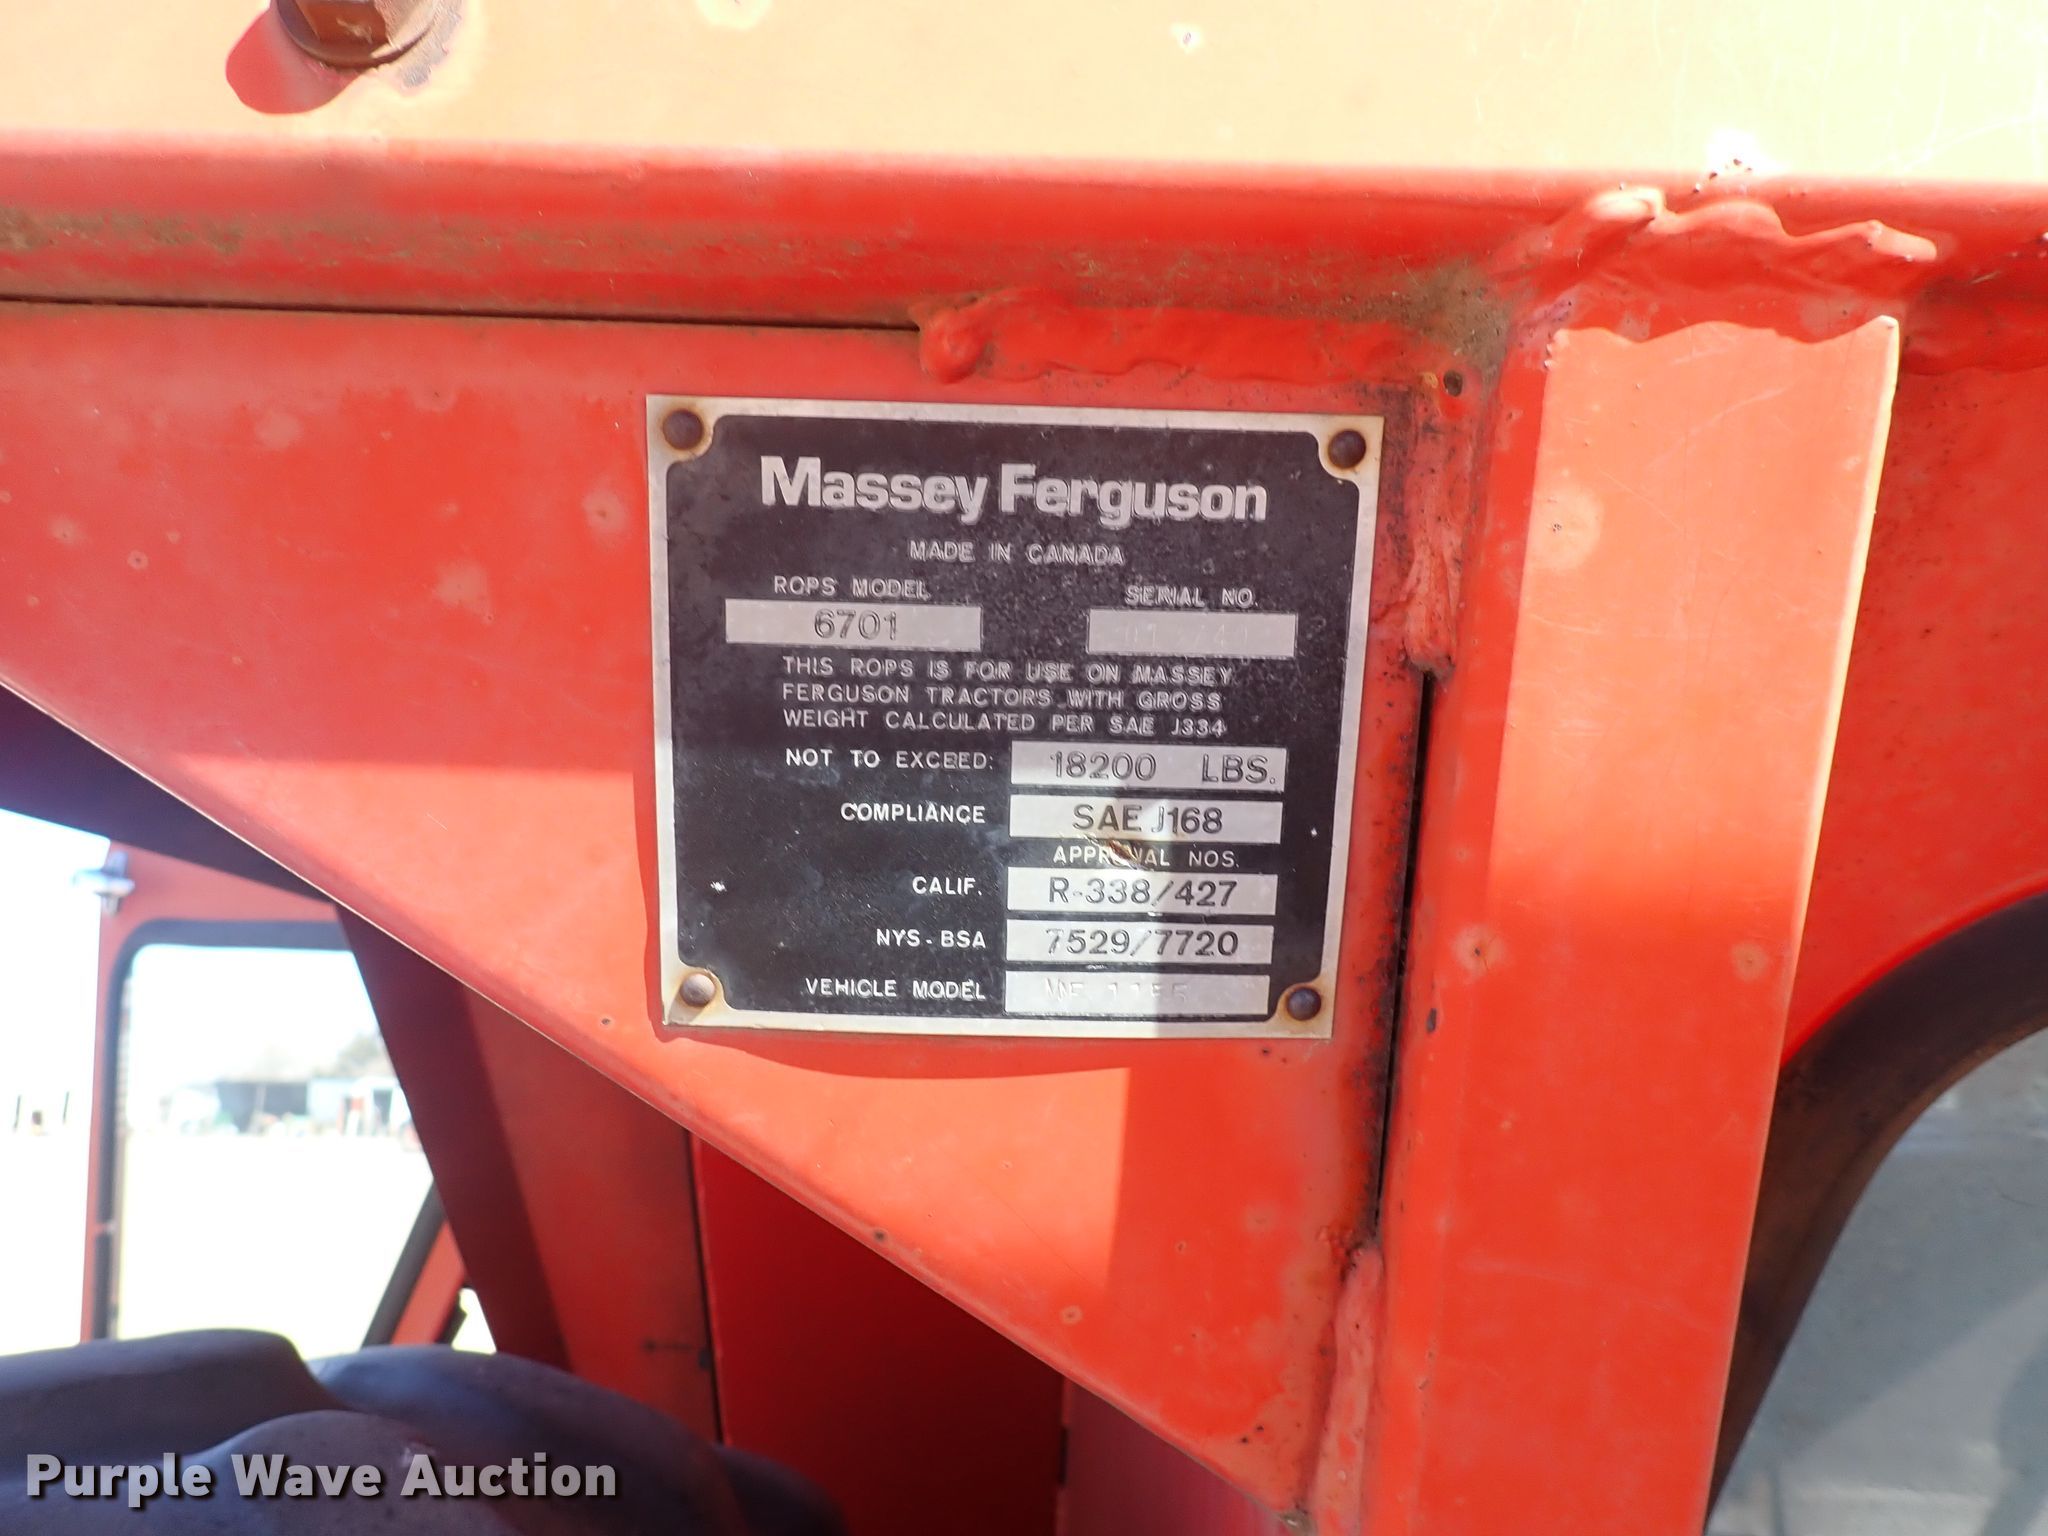 Massey Ferguson
MADE IN CANADA
ROPS MODEL SERIAL NO.
6701
THIS ROPS IS FOR USE ON MASSEY
FERGUSON TRACTORS WITH GROSS
WEIGHT CALCULATED PER SAE J334
NOT TO EXCEED: 18200 LBS.
COMPLIANCE SAE J168
APPROVAL NOS.
CALIF. R-338/427
NYS-BSA 7529/7720
VEHICLE MODEL MF 1155
Purple Wave Auction